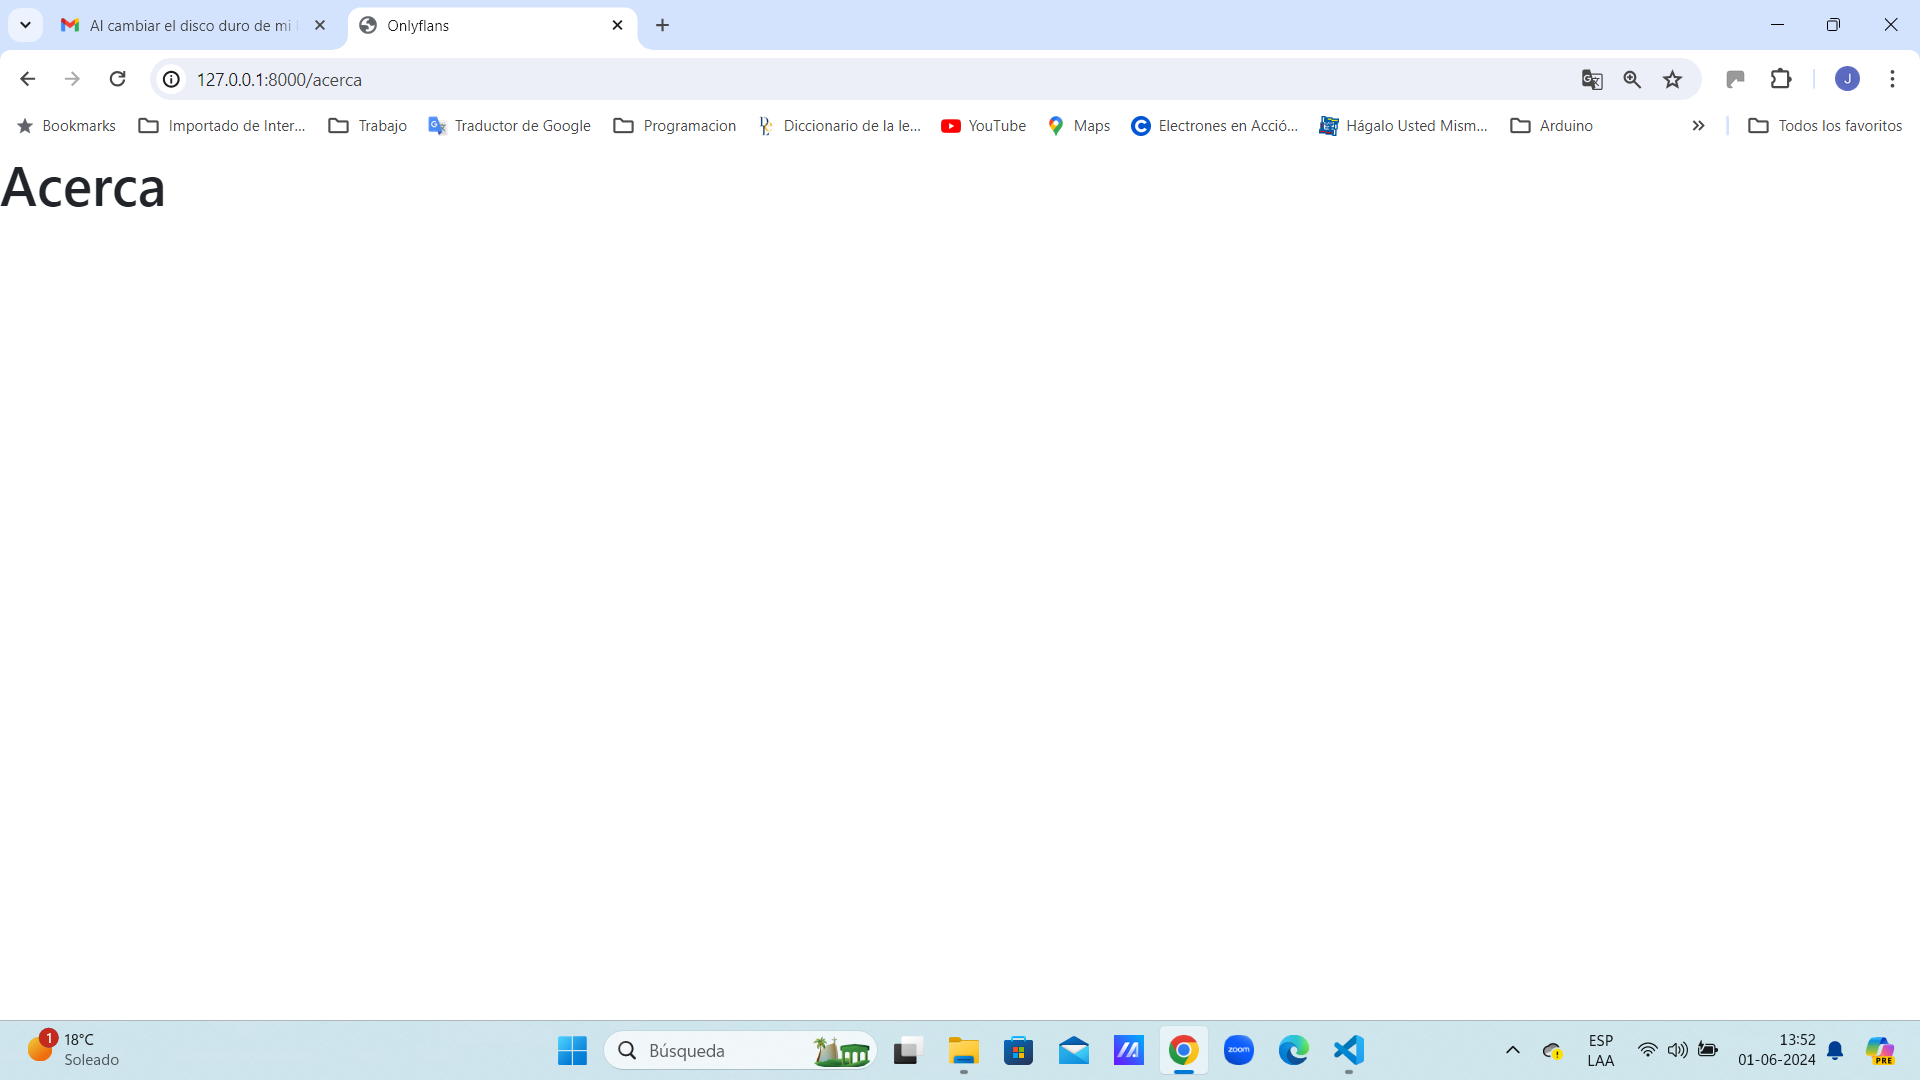 Al cambiar el disco duro de mi
Onlyflans
127.0.0.1:8000/acerca
J
Bookmarks
Importado de Inter...
Trabajo
Traductor de Google
Programacion
Diccionario de la le...
YouTube
Maps
Electrones en Acció...
Hágalo Usted Mism...
Arduino
Todos los favoritos
Acerca
1
18°C
Soleado
Búsqueda
zoom
ESP
LAA
13:52
01-06-2024
PRE